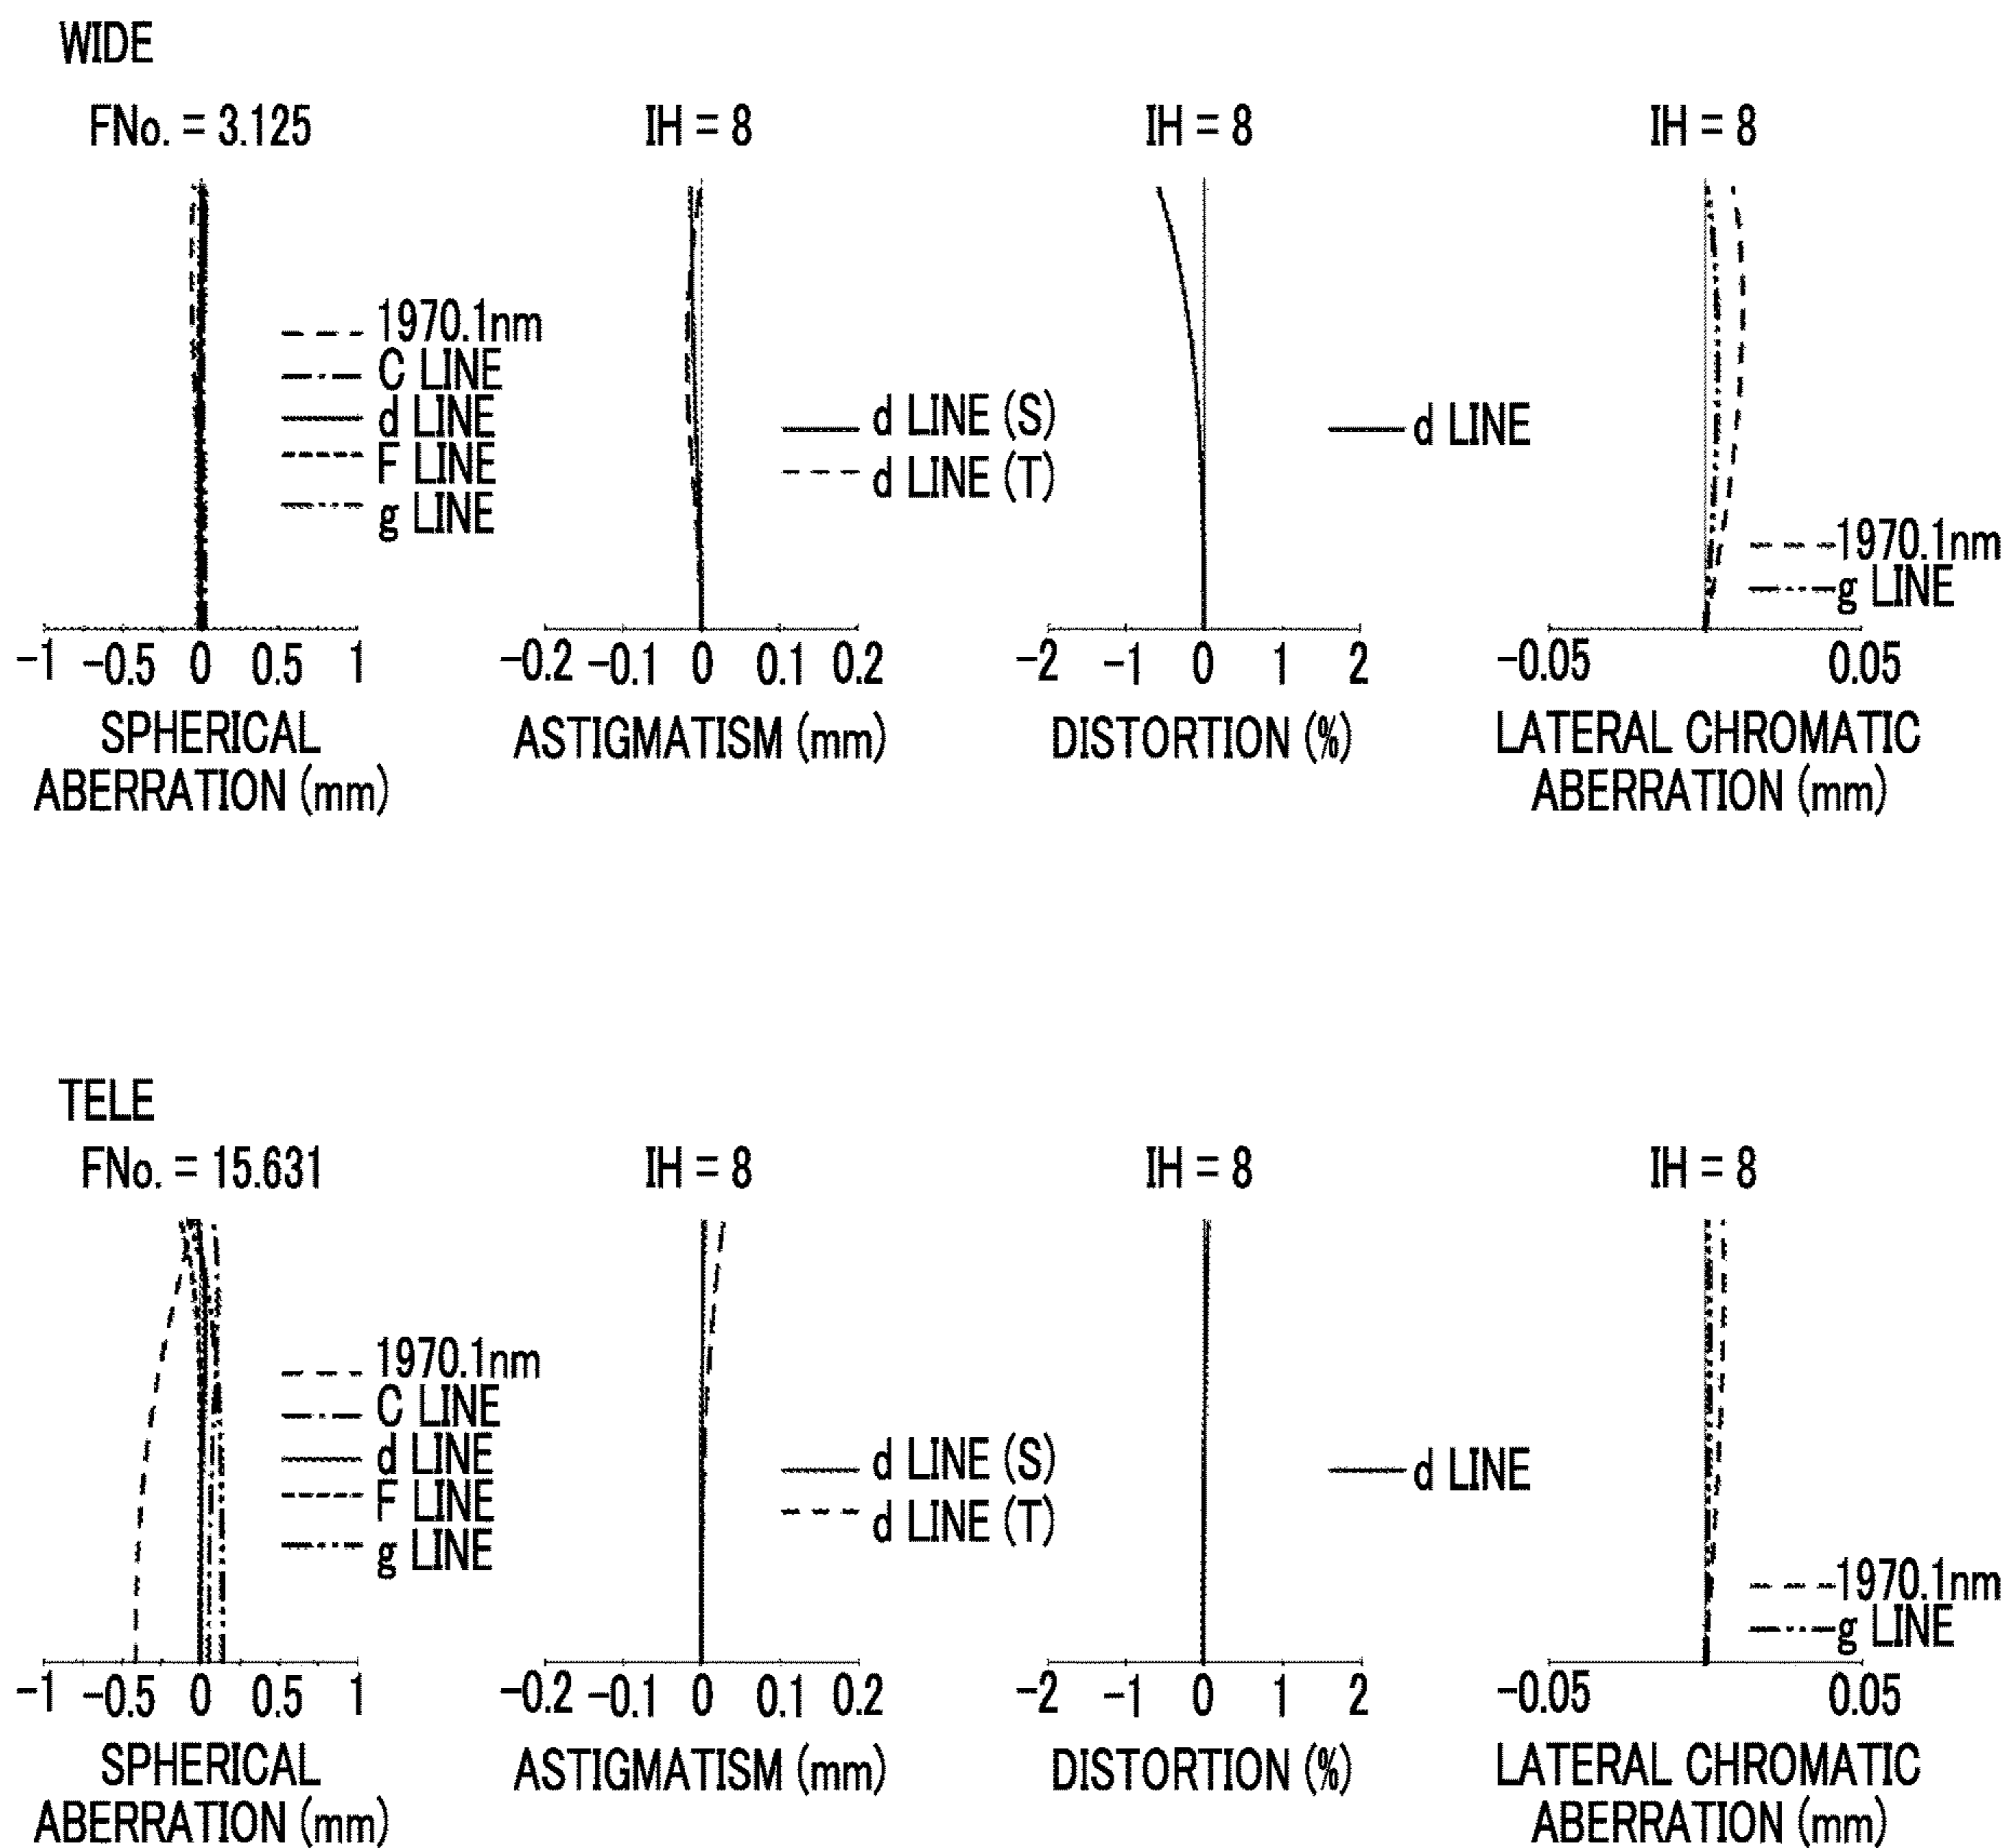 WIDE
FNo. = 3.125
IH = 8
IH = 8
IH = 8
1970.1nm
C LINE
d LINE
F LINE
g LINE
d LINE (S)
d LINE (T)
d LINE
1970.1nm
g LINE
-1 -0.5 0 0.5 1
-0.2 -0.1 0 0.1 0.2
-2 -1 0 1 2
-0.05 0.05
SPHERICAL
ABERRATION (mm)
ASTIGMATISM (mm)
DISTORTION (%)
LATERAL CHROMATIC
ABERRATION (mm)
TELE
FNo. = 15.631
IH = 8
IH = 8
IH = 8
1970.1nm
C LINE
d LINE
F LINE
g LINE
d LINE (S)
d LINE (T)
d LINE
1970.1nm
g LINE
-1 -0.5 0 0.5 1
-0.2 -0.1 0 0.1 0.2
-2 -1 0 1 2
-0.05 0.05
SPHERICAL
ABERRATION (mm)
ASTIGMATISM (mm)
DISTORTION (%)
LATERAL CHROMATIC
ABERRATION (mm)